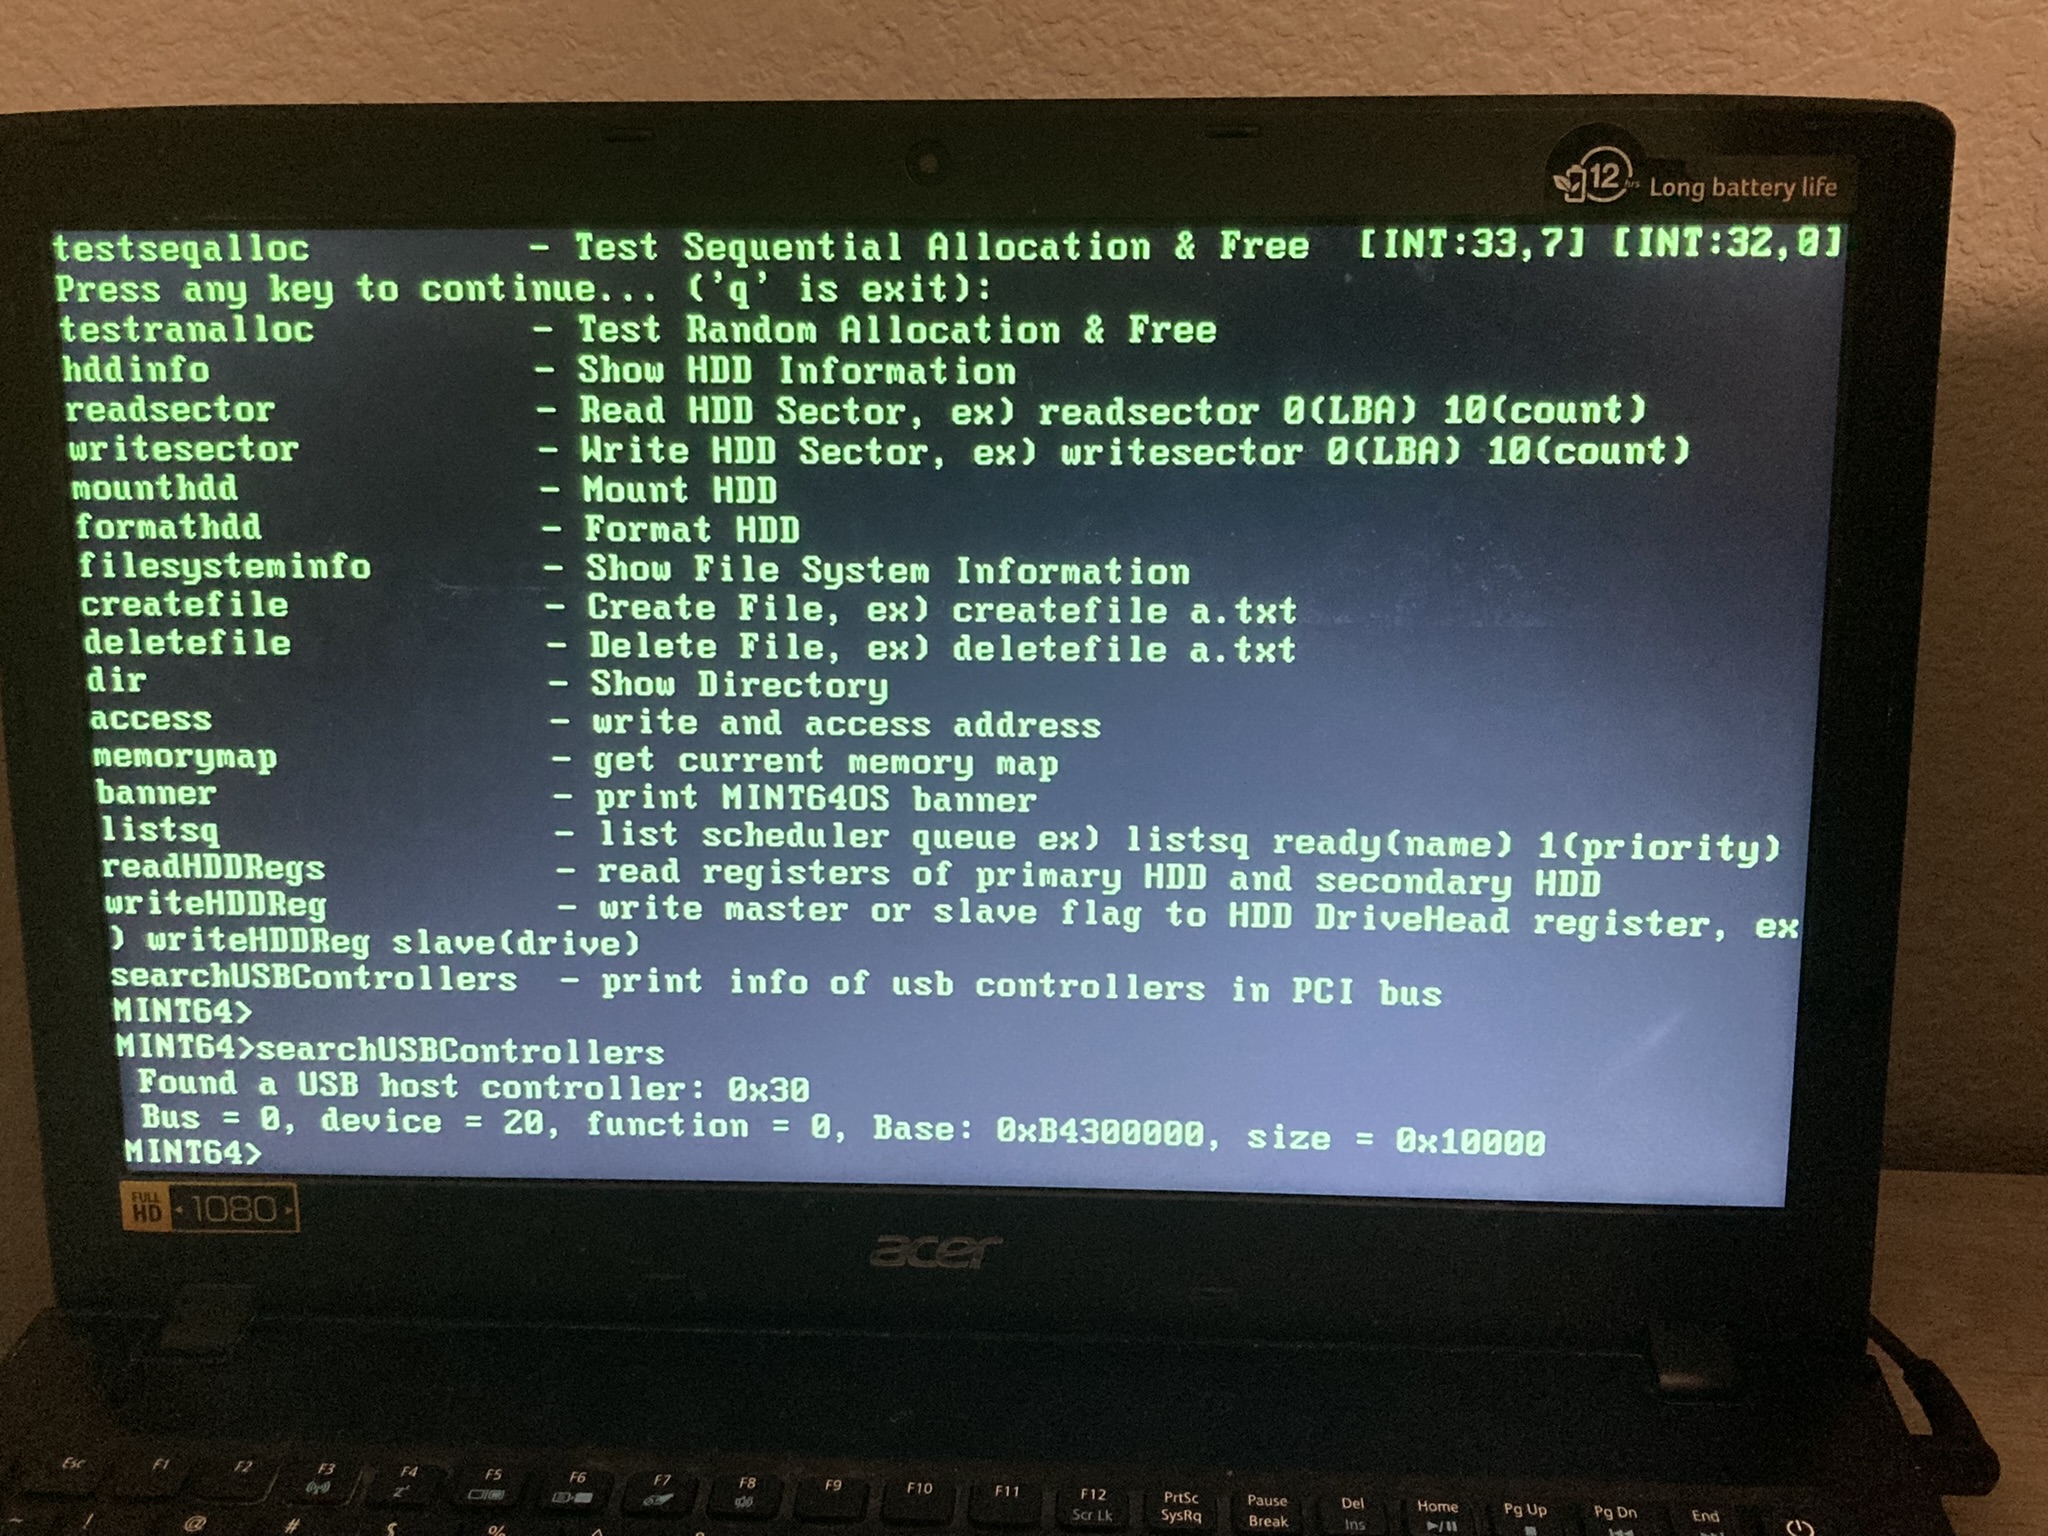 12 hrs Long battery life
testseqalloc - Test Sequential Allocation & Free [INT:33,7] [INT:32,0]
Press any key to continue... ('q' is exit):
testranalloc - Test Random Allocation & Free
hddinfo - Show HDD Information
readsector - Read HDD Sector, ex) readsector 0(LBA) 10(count)
writesector - Write HDD Sector, ex) writesector 0(LBA) 10(count)
mounthdd - Mount HDD
formathdd - Format HDD
filesysteminfo - Show File System Information
createfile - Create File, ex) createfile a.txt
deletefile - Delete File, ex) deletefile a.txt
dir - Show Directory
access - write and access address
memorymap - get current memory map
banner - print MINT64OS banner
listsq - list scheduler queue ex) listsq ready(name) 1(priority)
readHDDRegs - read registers of primary HDD and secondary HDD
writeHDDReg - write master or slave flag to HDD DriveHead register, ex
) writeHDDReg slave(drive)
searchUSBControllers - print info of usb controllers in PCI bus
MINT64>
MINT64>searchUSBControllers
Found a USB host controller: 0x30
Bus = 0, device = 20, function = 0, Base: 0xB4300000, size = 0x10000
MINT64>
FULL HD 1080
acer
Esc F1 F2 F3 F4 F5 F6 F7 F8 F9 F10 F11 F12 PrtSc Pause Del Home Pg Up Pg Dn End
Scr Lk SysRq Break Ins
~ ! @ # $ % ^